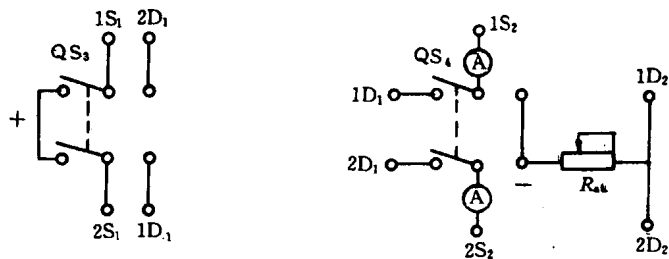 1S₁ 2D₁
QS₃
+
2S₁ 1D₁
1S₂
QS₄ A
1D₁ 1D₂
2D₁
−
A
2S₂ 2D₂